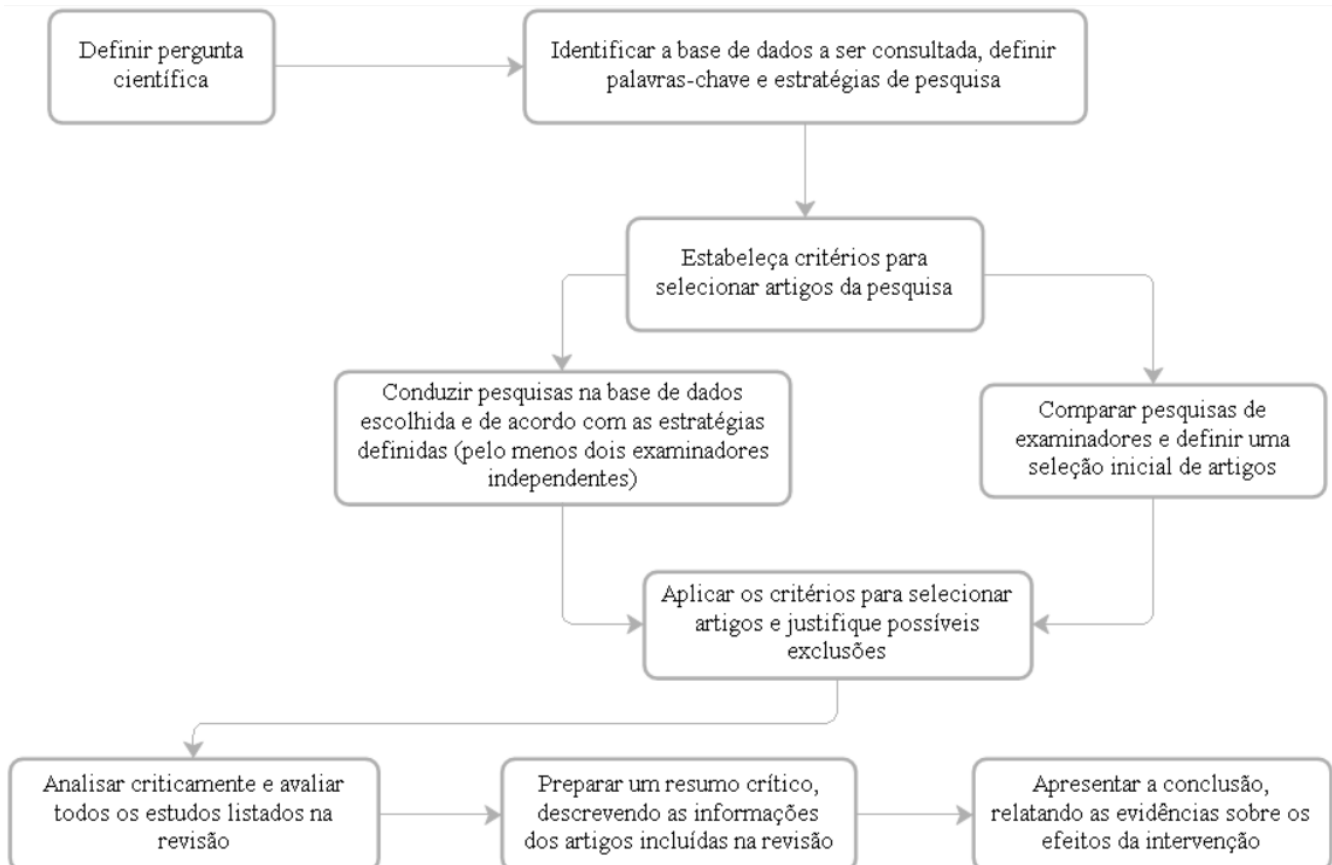 Definir pergunta
científica
Identificar a base de dados a ser consultada, definir
palavras-chave e estratégias de pesquisa
Estabeleça critérios para
selecionar artigos da pesquisa
Conduzir pesquisas na base de dados
escolhida e de acordo com as estratégias
definidas (pelo menos dois examinadores
independentes)
Comparar pesquisas de
examinadores e definir uma
seleção inicial de artigos
Aplicar os critérios para selecionar
artigos e justifique possíveis
exclusões
Analisar criticamente e avaliar
todos os estudos listados na
revisão
Preparar um resumo crítico,
descrevendo as informações
dos artigos incluídas na revisão
Apresentar a conclusão,
relatando as evidências sobre os
efeitos da intervenção